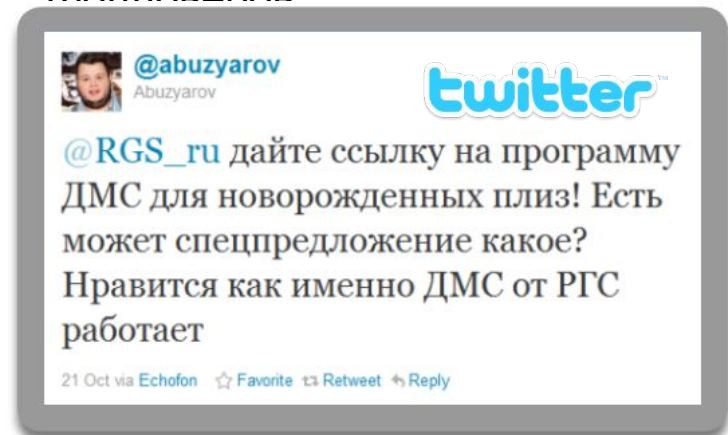 @abuzyarov
Abuzyarov
twitter™
@RGS_ru дайте ссылку на программу
ДМС для новорожденных плиз! Есть
может спецпредложение какое?
Нравится как именно ДМС от РГС
работает
21 Oct via Echofon Favorite Retweet Reply